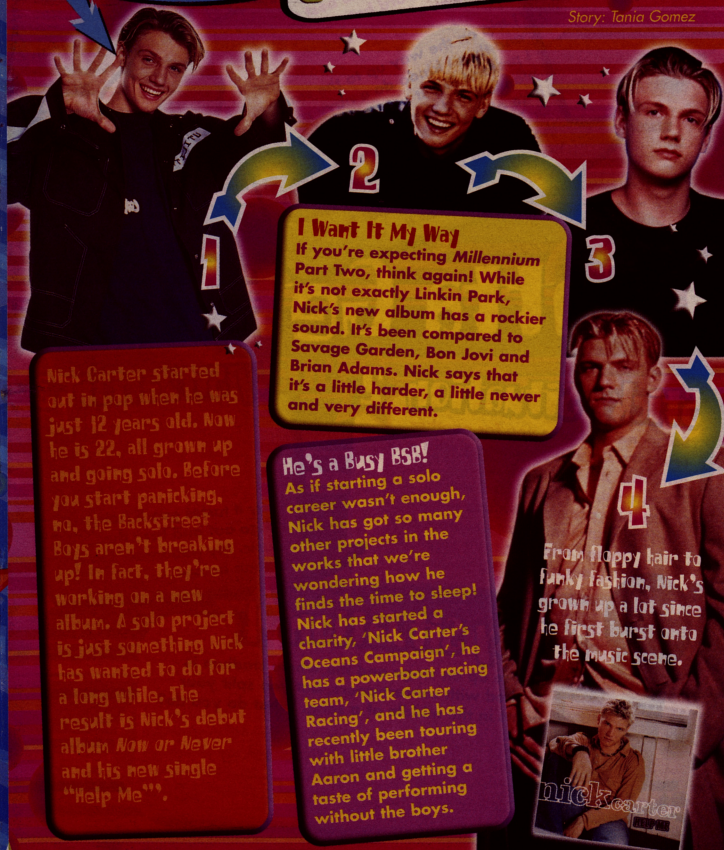 Story: Tania Gomez
1
2
3
4
Nick Carter started
out in pop when he was
just 12 years old. Now
he is 22, all grown up
and going solo. Before
you start panicking,
no, the Backstreet
Boys aren't breaking
up! In fact, they're
working on a new
album. A solo project
is just something Nick
has wanted to do for
a long while. The
result is Nick's debut
album Now or Never
and his new single
"Help Me"'.
I Want It My Way
If you're expecting Millennium
Part Two, think again! While
it's not exactly Linkin Park,
Nick's new album has a rockier
sound. It's been compared to
Savage Garden, Bon Jovi and
Brian Adams. Nick says that
it's a little harder, a little newer
and very different.
He's a Busy BSB!
As if starting a solo
career wasn't enough,
Nick has got so many
other projects in the
works that we're
wondering how he
finds the time to sleep!
Nick has started a
charity, 'Nick Carter's
Oceans Campaign', he
has a powerboat racing
team, 'Nick Carter
Racing', and he has
recently been touring
with little brother
Aaron and getting a
taste of performing
without the boys.
From floppy hair to
funky fashion, Nick's
grown up a lot since
he first burst onto
the music scene.
nick carter